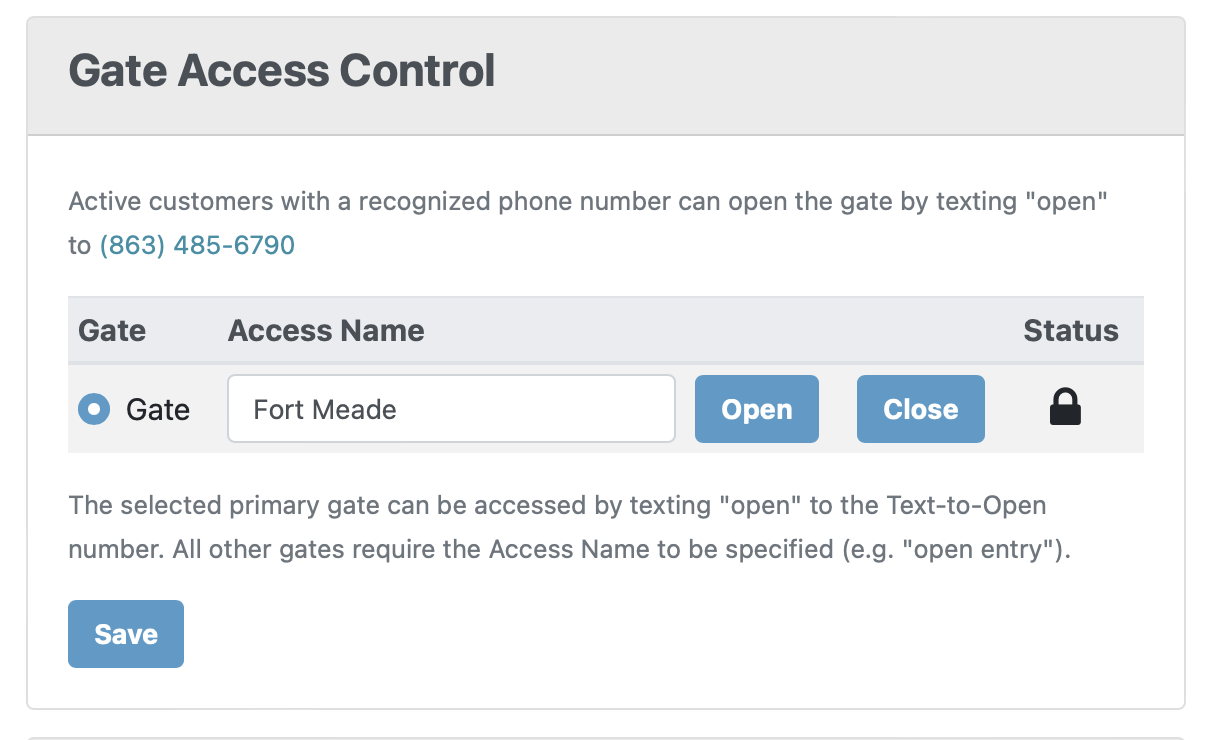 Gate Access Control
Active customers with a recognized phone number can open the gate by texting "open"
to (863) 485-6790
Gate Access Name Status
Gate Fort Meade Open Close
The selected primary gate can be accessed by texting "open" to the Text-to-Open
number. All other gates require the Access Name to be specified (e.g. "open entry").
Save